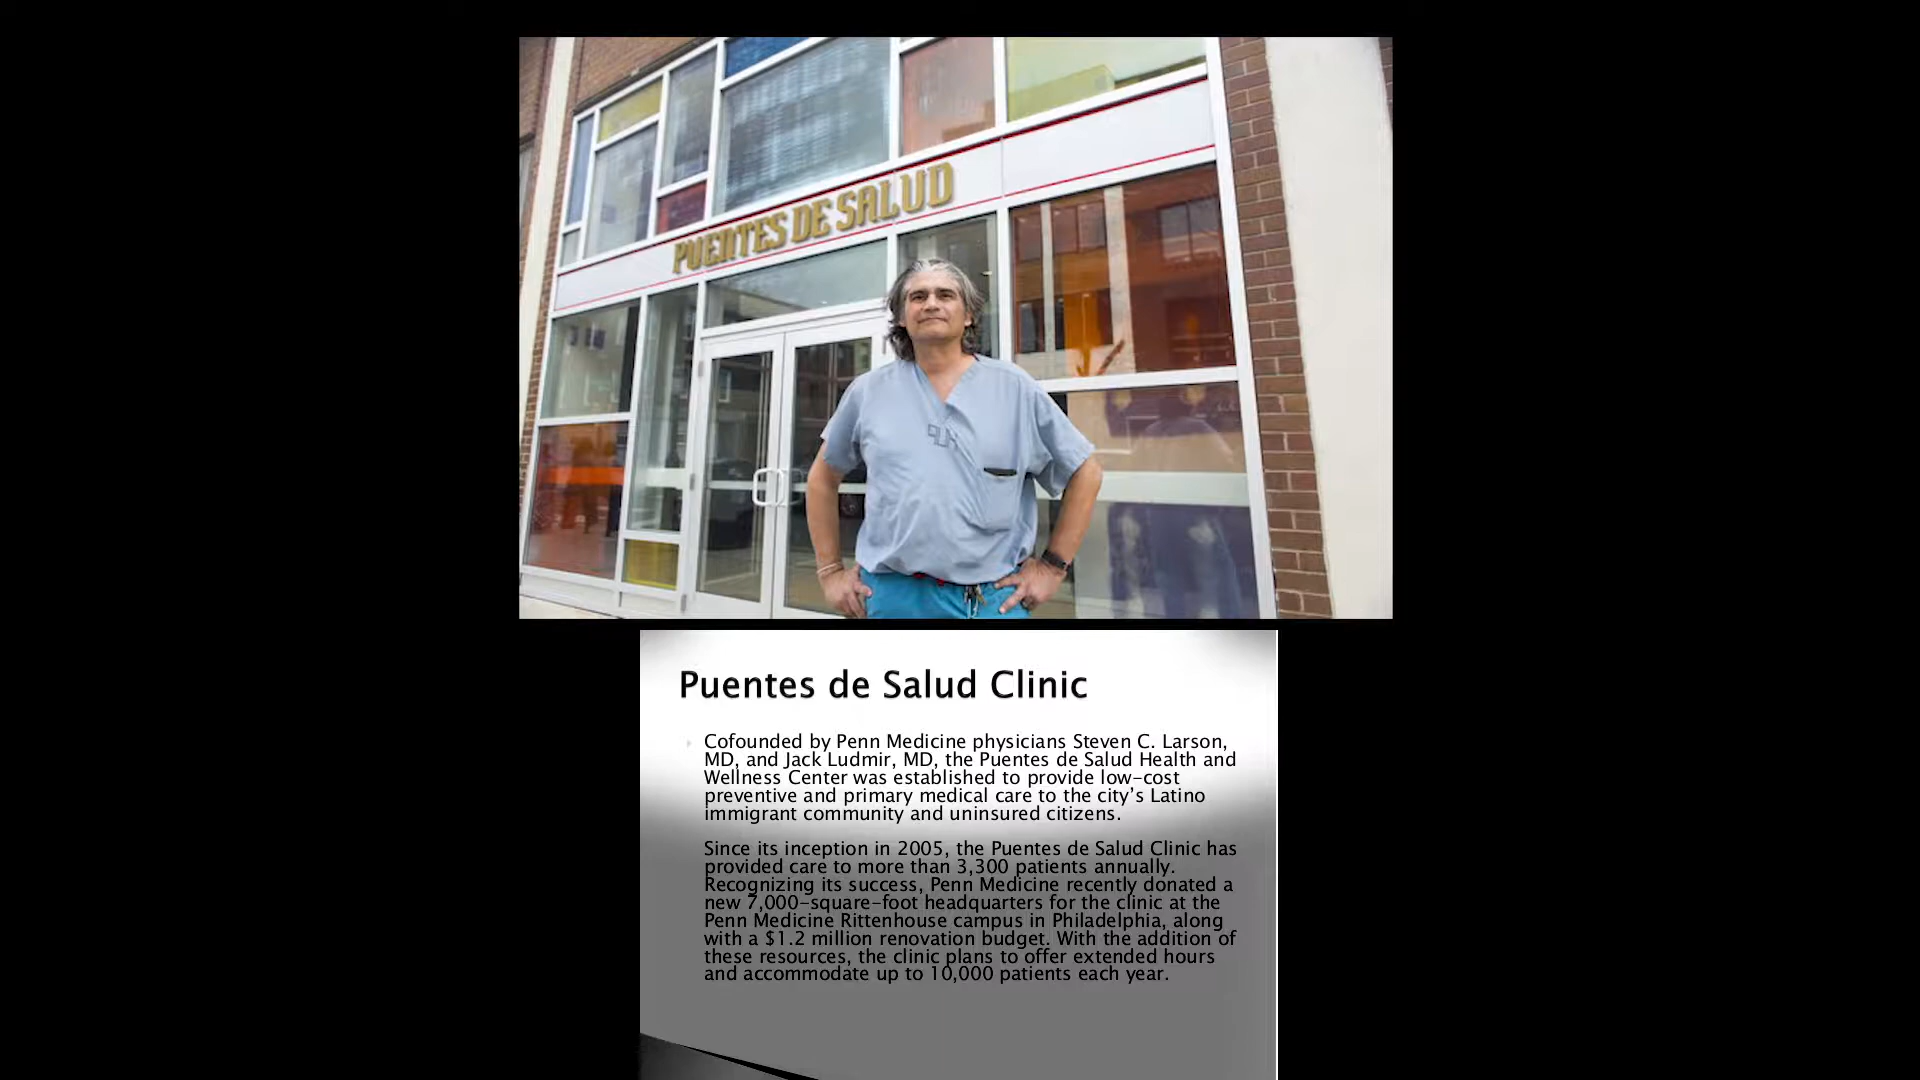 PUENTES DE SALUD
Puentes de Salud Clinic
Cofounded by Penn Medicine physicians Steven C. Larson,
MD, and Jack Ludmir, MD, the Puentes de Salud Health and
Wellness Center was established to provide low-cost
preventive and primary medical care to the city's Latino
immigrant community and uninsured citizens.
Since its inception in 2005, the Puentes de Salud Clinic has
provided care to more than 3,300 patients annually.
Recognizing its success, Penn Medicine recently donated a
new 7,000-square-foot headquarters for the clinic at the
Penn Medicine Rittenhouse campus in Philadelphia, along
with a $1.2 million renovation budget. With the addition of
these resources, the clinic plans to offer extended hours
and accommodate up to 10,000 patients each year.